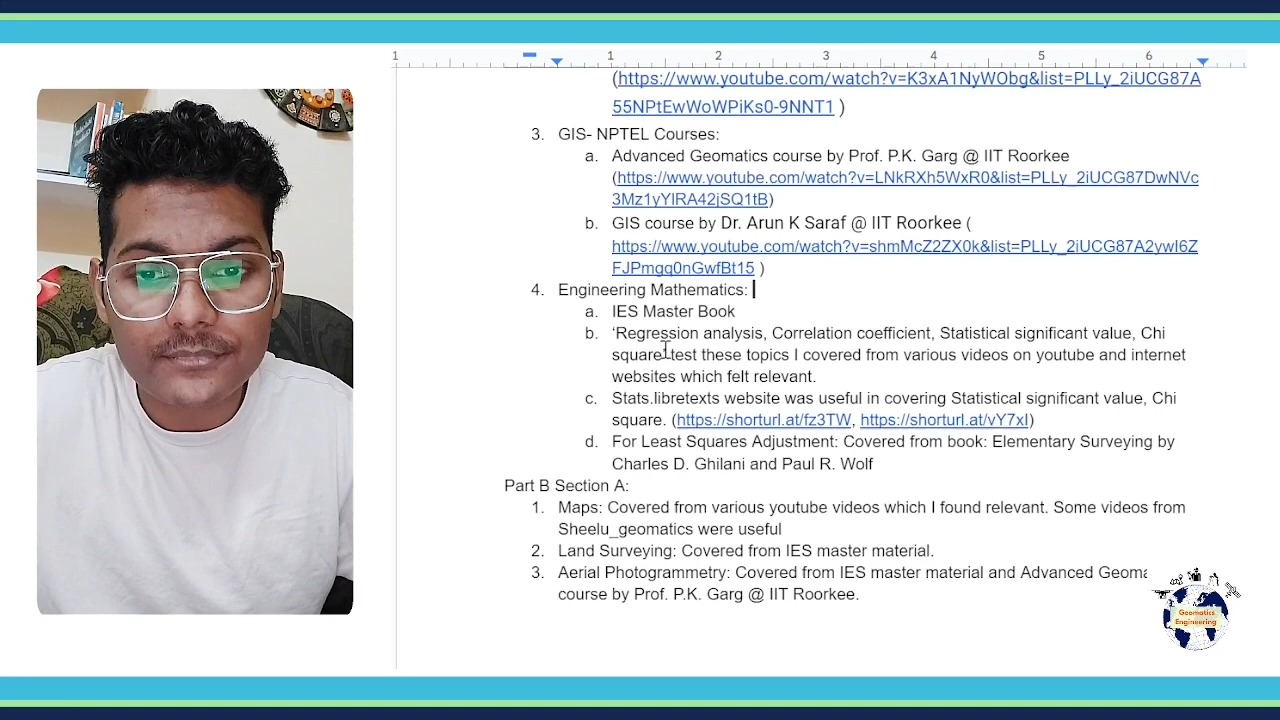 1 1 2 3 4 5 6
(https://www.youtube.com/watch?v=K3xA1NyWObg&list=PLLy_2iUCG87A
55NPtEwWoWPiKs0-9NNT1 )
3. GIS- NPTEL Courses:
a. Advanced Geomatics course by Prof. P.K. Garg @ IIT Roorkee
(https://www.youtube.com/watch?v=LNkRXh5WxR0&list=PLLy_2iUCG87DwNVc
3Mz1yYIRA42jSQ1tB)
b. GIS course by Dr. Arun K Saraf @ IIT Roorkee (
https://www.youtube.com/watch?v=shmMcZ2ZX0k&list=PLLy_2iUCG87A2ywI6Z
FJPmgq0nGwfBt15 )
4. Engineering Mathematics:
a. IES Master Book
b. ‘Regression analysis, Correlation coefficient, Statistical significant value, Chi
square test these topics I covered from various videos on youtube and internet
websites which felt relevant.
c. Stats.libretexts website was useful in covering Statistical significant value, Chi
square. (https://shorturl.at/fz3TW, https://shorturl.at/vY7xI)
d. For Least Squares Adjustment: Covered from book: Elementary Surveying by
Charles D. Ghilani and Paul R. Wolf
Part B Section A:
1. Maps: Covered from various youtube videos which I found relevant. Some videos from
Sheelu_geomatics were useful
2. Land Surveying: Covered from IES master material.
3. Aerial Photogrammetry: Covered from IES master material and Advanced Geoma
course by Prof. P.K. Garg @ IIT Roorkee.
Geomatics
Engineering